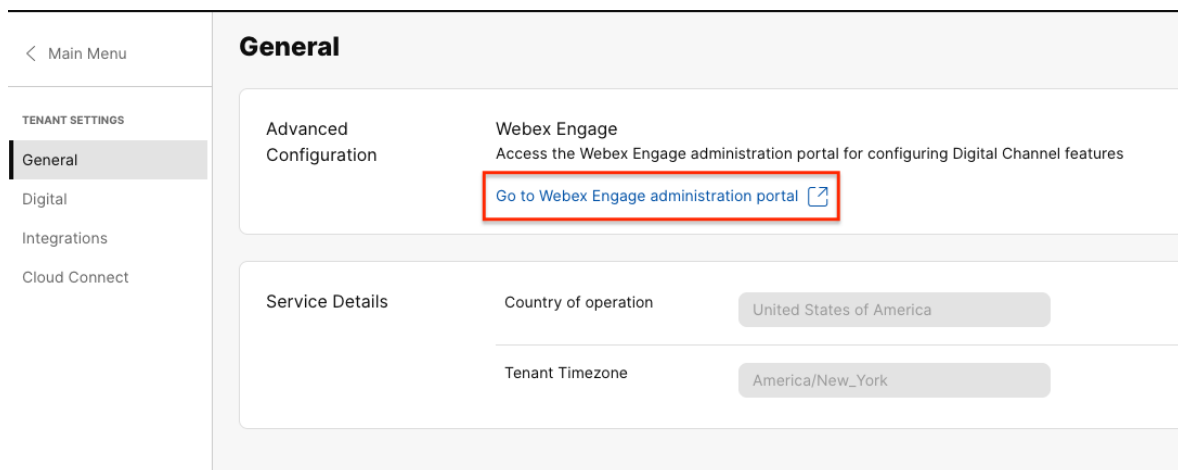 Main Menu
TENANT SETTINGS
General
Digital
Integrations
Cloud Connect
General
Advanced
Configuration
Webex Engage
Access the Webex Engage administration portal for configuring Digital Channel features
Go to Webex Engage administration portal
Service Details
Country of operation
United States of America
Tenant Timezone
America/New_York